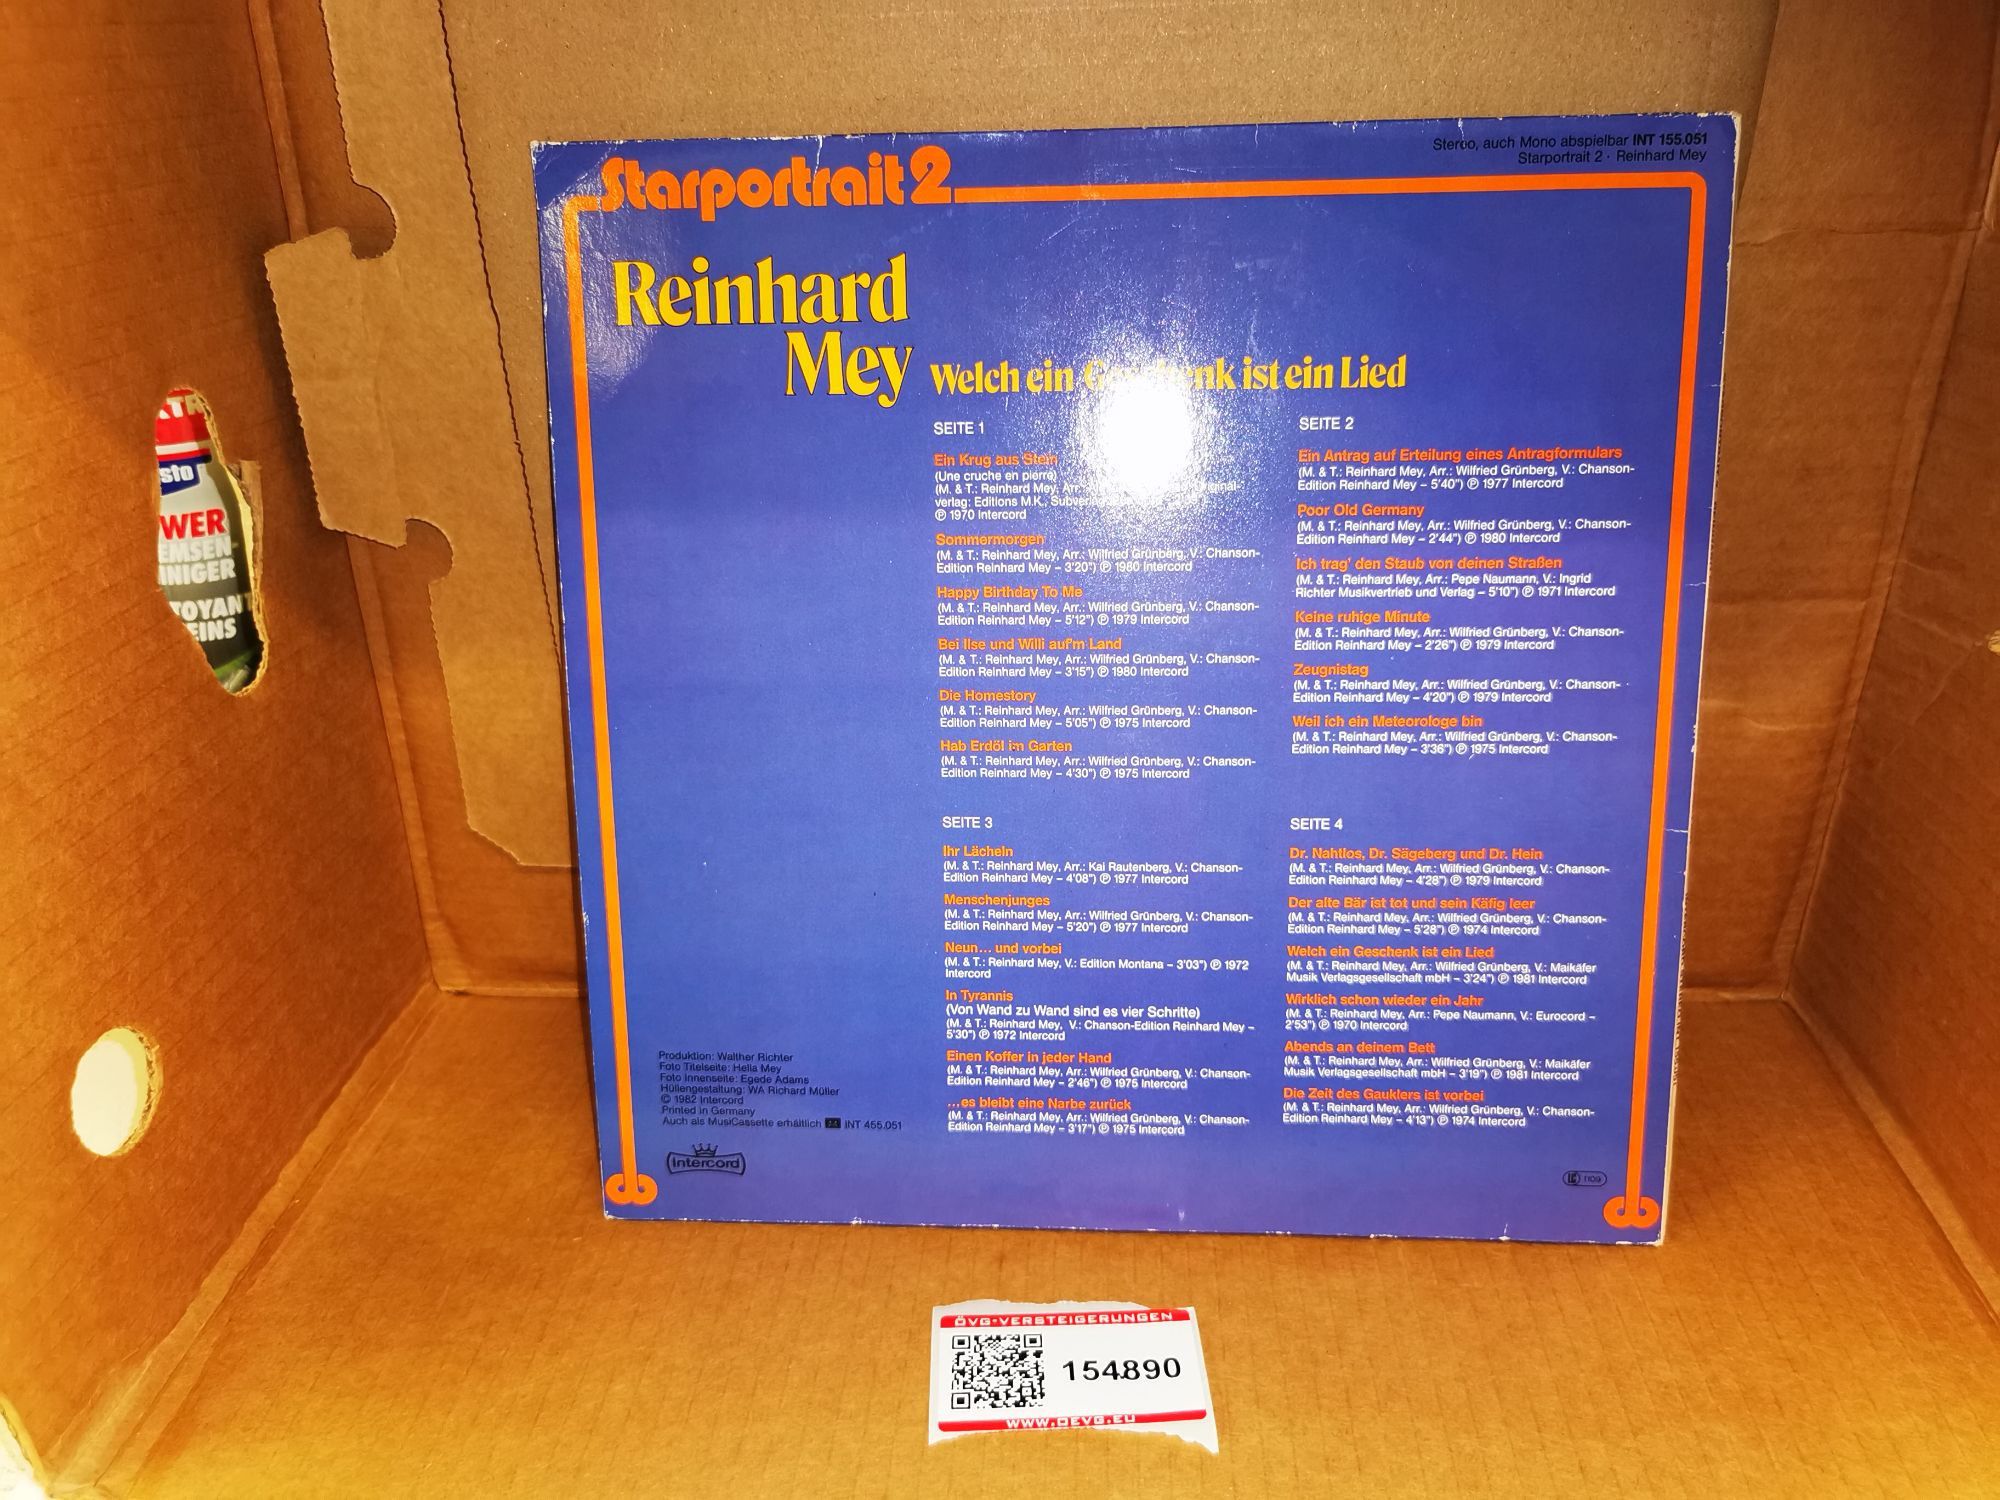 Starportrait 2
Stereo, auch Mono abspielbar INT 155.051
Starportrait 2 · Reinhard Mey
Reinhard
Mey
Welch ein Geschenk ist ein Lied
SEITE 1
Ein Krug aus Stein
(Une cruche en pierre)
(M. & T.: Reinhard Mey, Arr.
verlag: Editions M.K., Subverlag
℗ 1970 Intercord
Sommermorgen
(M. & T.: Reinhard Mey, Arr.: Wilfried Grünberg, V.: Chanson-
Edition Reinhard Mey – 3'20") ℗ 1980 Intercord
Happy Birthday To Me
(M. & T.: Reinhard Mey, Arr.: Wilfried Grünberg, V.: Chanson-
Edition Reinhard Mey – 5'12") ℗ 1979 Intercord
Bei Ilse und Willi auf'm Land
(M. & T.: Reinhard Mey, Arr.: Wilfried Grünberg, V.: Chanson-
Edition Reinhard Mey – 3'15") ℗ 1980 Intercord
Die Homestory
(M. & T.: Reinhard Mey, Arr.: Wilfried Grünberg, V.: Chanson-
Edition Reinhard Mey – 5'05") ℗ 1975 Intercord
Hab Erdöl im Garten
(M. & T.: Reinhard Mey, Arr.: Wilfried Grünberg, V.: Chanson-
Edition Reinhard Mey – 4'30") ℗ 1975 Intercord
SEITE 2
Ein Antrag auf Erteilung eines Antragformulars
(M. & T.: Reinhard Mey, Arr.: Wilfried Grünberg, V.: Chanson-
Edition Reinhard Mey – 5'40") ℗ 1977 Intercord
Poor Old Germany
(M. & T.: Reinhard Mey, Arr.: Wilfried Grünberg, V.: Chanson-
Edition Reinhard Mey – 2'44") ℗ 1980 Intercord
Ich trag' den Staub von deinen Straßen
(M. & T.: Reinhard Mey, Arr.: Pepe Naumann, V.: Ingrid
Richter Musikvertrieb und Verlag – 5'10") ℗ 1971 Intercord
Keine ruhige Minute
(M. & T.: Reinhard Mey, Arr.: Wilfried Grünberg, V.: Chanson-
Edition Reinhard Mey – 2'26") ℗ 1979 Intercord
Zeugnistag
(M. & T.: Reinhard Mey, Arr.: Wilfried Grünberg, V.: Chanson-
Edition Reinhard Mey – 4'20") ℗ 1979 Intercord
Weil ich ein Meteorologe bin
(M. & T.: Reinhard Mey, Arr.: Wilfried Grünberg, V.: Chanson-
Edition Reinhard Mey – 3'36") ℗ 1975 Intercord
SEITE 3
Ihr Lächeln
(M. & T.: Reinhard Mey, Arr.: Kai Rautenberg, V.: Chanson-
Edition Reinhard Mey – 4'08") ℗ 1977 Intercord
Menschenjunges
(M. & T.: Reinhard Mey, Arr.: Wilfried Grünberg, V.: Chanson-
Edition Reinhard Mey – 5'20") ℗ 1977 Intercord
Neun... und vorbei
(M. & T.: Reinhard Mey, V.: Edition Montana – 3'03") ℗ 1972
Intercord
In Tyrannis
(Von Wand zu Wand sind es vier Schritte)
(M. & T.: Reinhard Mey, V.: Chanson-Edition Reinhard Mey –
5'30") ℗ 1972 Intercord
Einen Koffer in jeder Hand
(M. & T.: Reinhard Mey, Arr.: Wilfried Grünberg, V.: Chanson-
Edition Reinhard Mey – 2'46") ℗ 1975 Intercord
...es bleibt eine Narbe zurück
(M. & T.: Reinhard Mey, Arr.: Wilfried Grünberg, V.: Chanson-
Edition Reinhard Mey – 3'17") ℗ 1975 Intercord
SEITE 4
Dr. Nahtlos, Dr. Sägeberg und Dr. Hein
(M. & T.: Reinhard Mey, Arr.: Wilfried Grünberg, V.: Chanson-
Edition Reinhard Mey – 4'28") ℗ 1979 Intercord
Der alte Bär ist tot und sein Käfig leer
(M. & T.: Reinhard Mey, Arr.: Wilfried Grünberg, V.: Chanson-
Edition Reinhard Mey – 5'28") ℗ 1974 Intercord
Welch ein Geschenk ist ein Lied
(M. & T.: Reinhard Mey, Arr.: Wilfried Grünberg, V.: Maikäfer
Musik Verlagsgesellschaft mbH – 3'24") ℗ 1981 Intercord
Wirklich schon wieder ein Jahr
(M. & T.: Reinhard Mey, Arr.: Pepe Naumann, V.: Eurocord –
2'53") ℗ 1970 Intercord
Abends an deinem Bett
(M. & T.: Reinhard Mey, Arr.: Wilfried Grünberg, V.: Maikäfer
Musik Verlagsgesellschaft mbH – 3'19") ℗ 1981 Intercord
Die Zeit des Gauklers ist vorbei
(M. & T.: Reinhard Mey, Arr.: Wilfried Grünberg, V.: Chanson-
Edition Reinhard Mey – 4'13") ℗ 1974 Intercord
Produktion: Walther Richter
Foto Titelseite: Hella Mey
Foto Innenseite: Egede Adams
Hüllengestaltung: WA Richard Müller
© 1982 Intercord
Printed in Germany
Auch als MusiCassette erhältlich INT 455.051
Intercord
LC 1109
sto
WER
EMSEN-
INIGER
TOYANT
EINS
ÖVG-VERSTEIGERUNGEN
154890
WWW.OEVG.EU